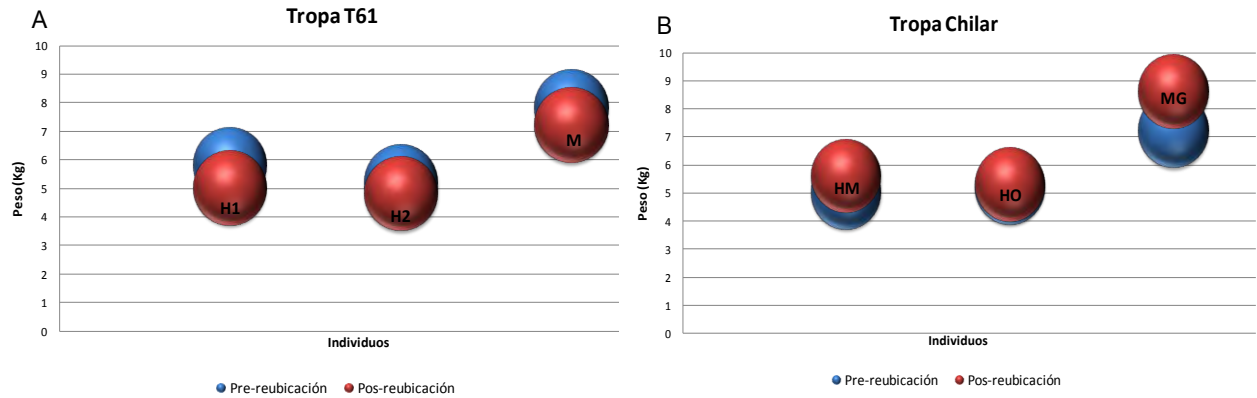 A
Tropa T61
10
9
8
7
6
5
4
3
2
1
0
Peso (Kg)
H1
H2
M
Individuos
Pre-reubicación
Pos-reubicación
B
Tropa Chilar
10
9
8
7
6
5
4
3
2
1
0
Peso (Kg)
HM
HO
MG
Individuos
Pre-reubicación
Pos-reubicación